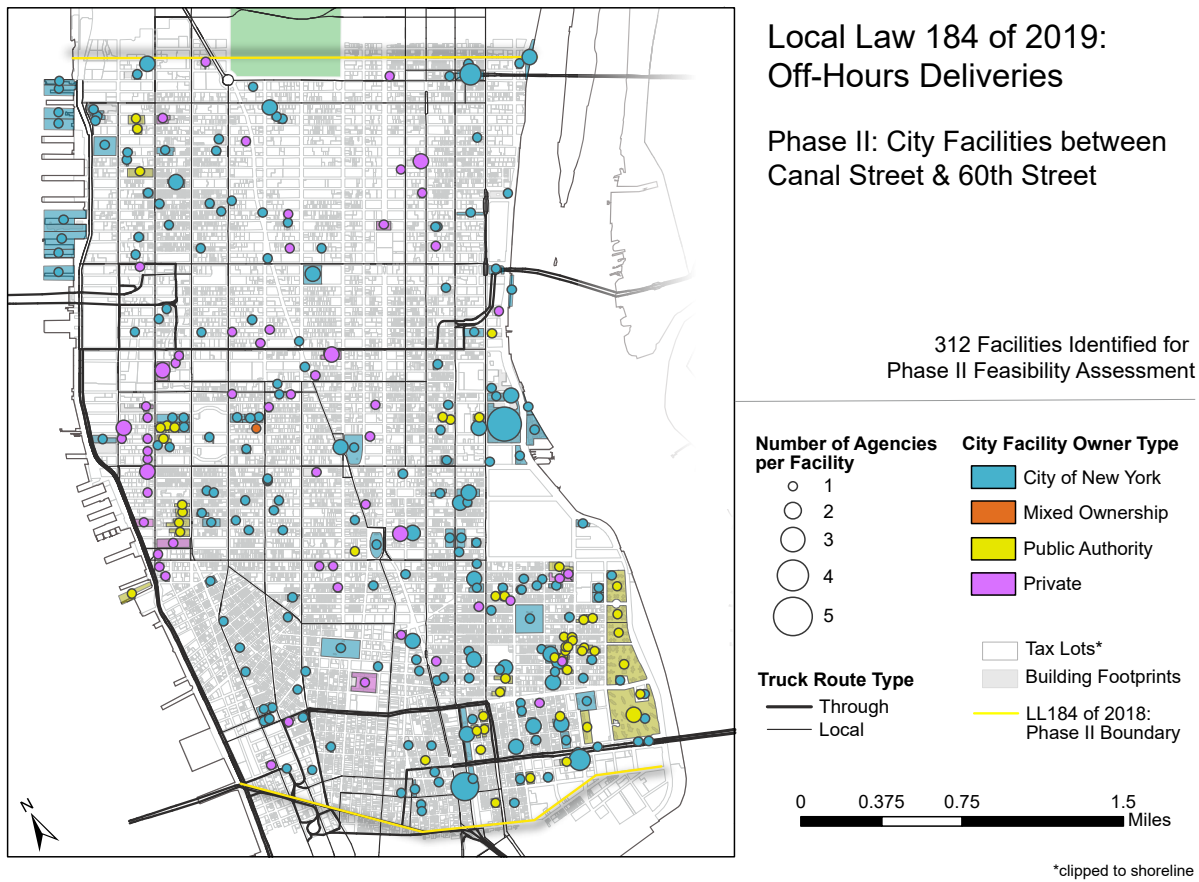 Local Law 184 of 2019:
Off-Hours Deliveries
Phase II: City Facilities between
Canal Street & 60th Street
312 Facilities Identified for
Phase II Feasibility Assessment
Number of Agencies
per Facility
1
2
3
4
5
City Facility Owner Type
City of New York
Mixed Ownership
Public Authority
Private
Tax Lots*
Building Footprints
LL184 of 2018:
Phase II Boundary
Truck Route Type
Through
Local
N
0 0.375 0.75 1.5
Miles
*clipped to shoreline